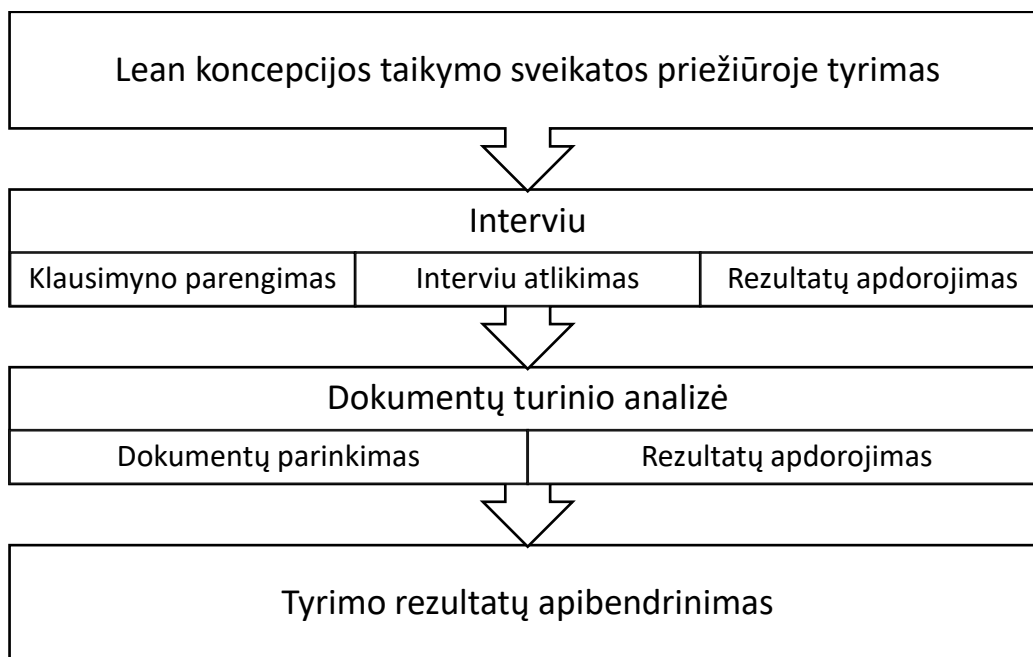 Lean koncepcijos taikymo sveikatos priežiūroje tyrimas
Interviu
Klausimyno parengimas
Interviu atlikimas
Rezultatų apdorojimas
Dokumentų turinio analizė
Dokumentų parinkimas
Rezultatų apdorojimas
Tyrimo rezultatų apibendrinimas